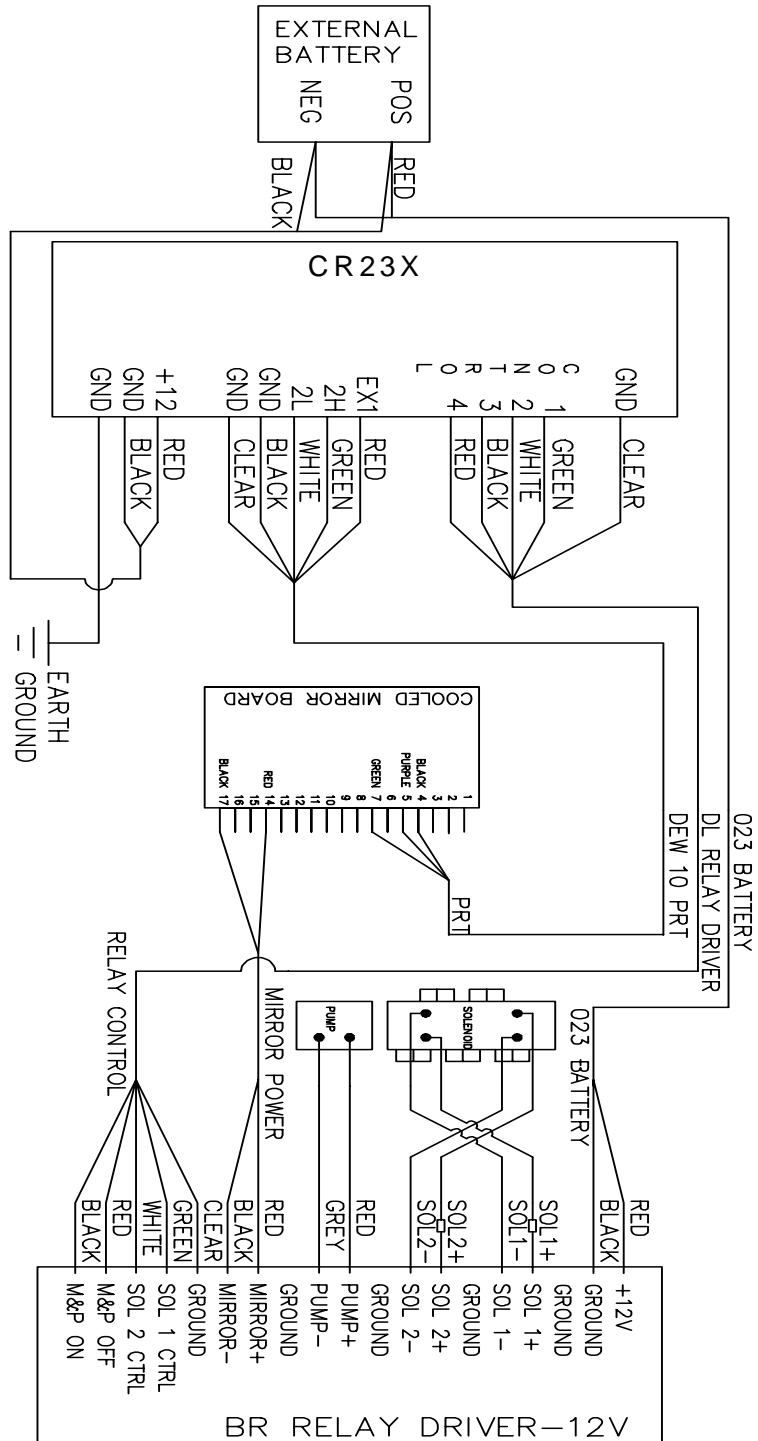 EXTERNAL
BATTERY
POS
NEG
RED
BLACK
CR23X
CONTROL
GND
1
2
3
4
EX1
2H
2L
GND
GND
+12
GND
GND
CLEAR
GREEN
WHITE
BLACK
RED
RED
GREEN
WHITE
BLACK
CLEAR
RED
BLACK
EARTH
GROUND
023 BATTERY
DL RELAY DRIVER
DEW 10 PRT
COOLED MIRROR BOARD
1
2
3
BLACK 4
PURPLE 5
6
GREEN 7
8
9
10
11
12
13
RED 14
15
16
BLACK 17
PRT
MIRROR POWER
RELAY CONTROL
PUMP
SOLENOID
023 BATTERY
RED
BLACK
SOL1+
SOL1-
SOL2+
SOL2-
RED
GREY
RED
BLACK
CLEAR
GREEN
WHITE
RED
BLACK
+12V
GROUND
GROUND
SOL 1+
SOL 1-
GROUND
SOL 2+
SOL 2-
GROUND
PUMP+
PUMP-
GROUND
MIRROR+
MIRROR-
GROUND
SOL 1 CTRL
SOL 2 CTRL
M&P OFF
M&P ON
BR RELAY DRIVER-12V